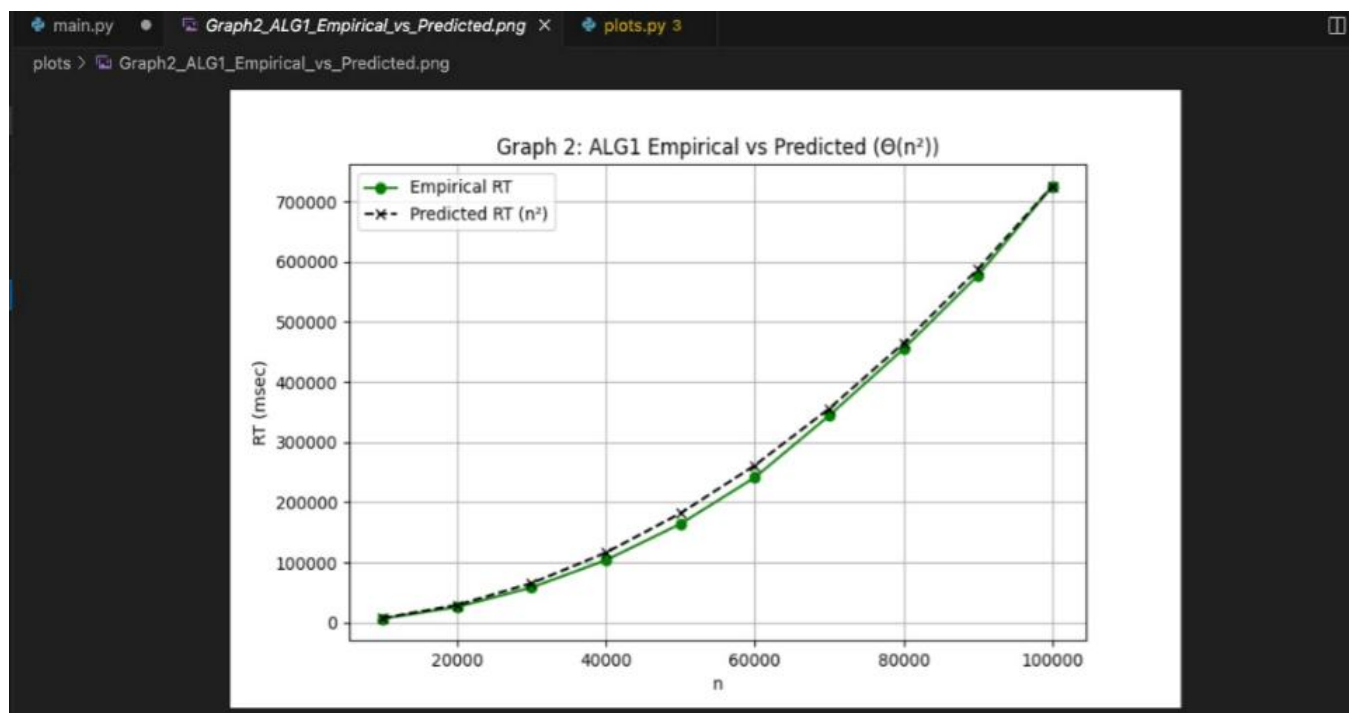 main.py
Graph2_ALG1_Empirical_vs_Predicted.png
plots.py 3
plots > Graph2_ALG1_Empirical_vs_Predicted.png
Graph 2: ALG1 Empirical vs Predicted (Θ(n²))
Empirical RT
Predicted RT (n²)
700000
600000
500000
400000
300000
200000
100000
0
RT (msec)
20000
40000
60000
80000
100000
n